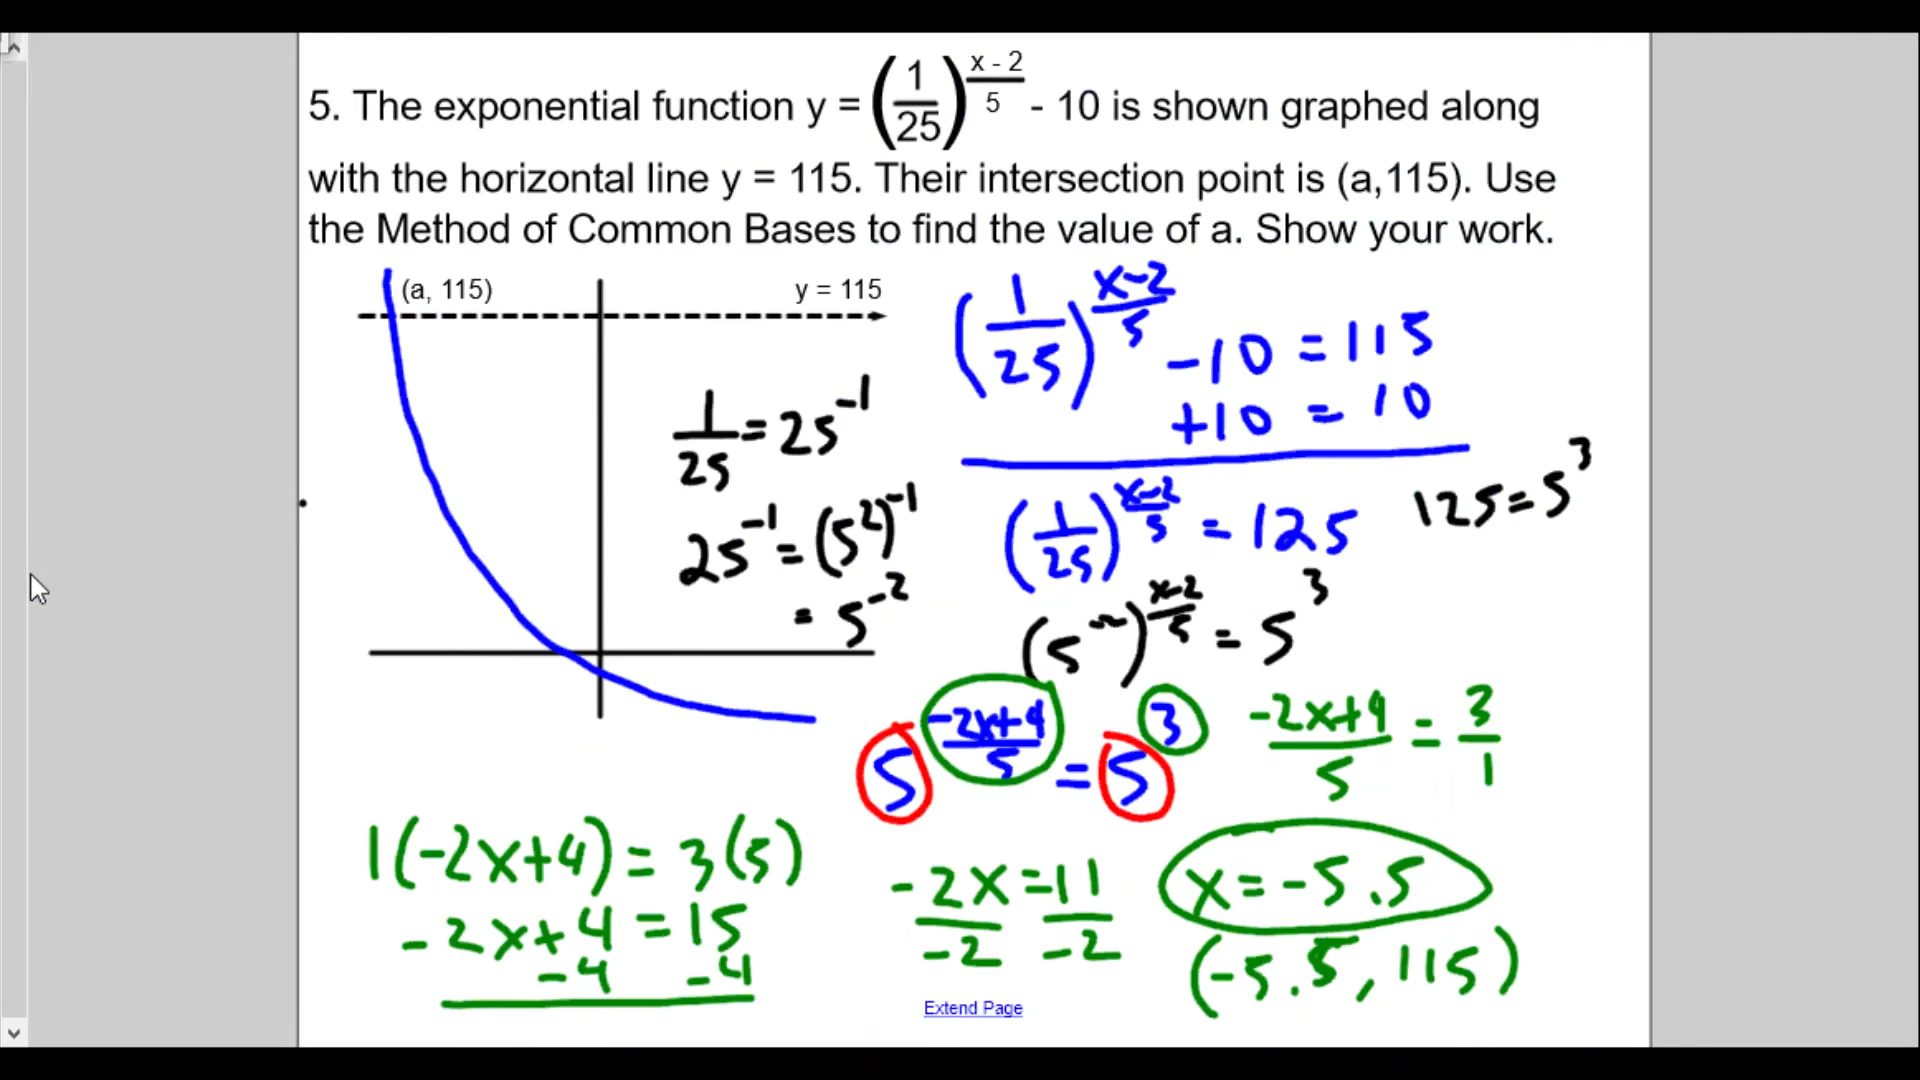 5. The exponential function y = (1/25)^((x - 2)/5) - 10 is shown graphed along
with the horizontal line y = 115. Their intersection point is (a,115). Use
the Method of Common Bases to find the value of a. Show your work.
(a, 115)
y = 115
(1/25)^((x-2)/5) -10 = 115
+10 = 10
1/25 = 25^-1
25^-1 = (5^2)^-1
= 5^-2
(1/25)^((x-2)/5) = 125
125 = 5^3
(5^-2)^((x-2)/5) = 5^3
5^((-2x+4)/5) = 5^3
(-2x+4)/5 = 3/1
1(-2x+4) = 3(5)
-2x+4 = 15
-4 -4
-2x/-2 = 11/-2
x = -5.5
(-5.5, 115)
Extend Page